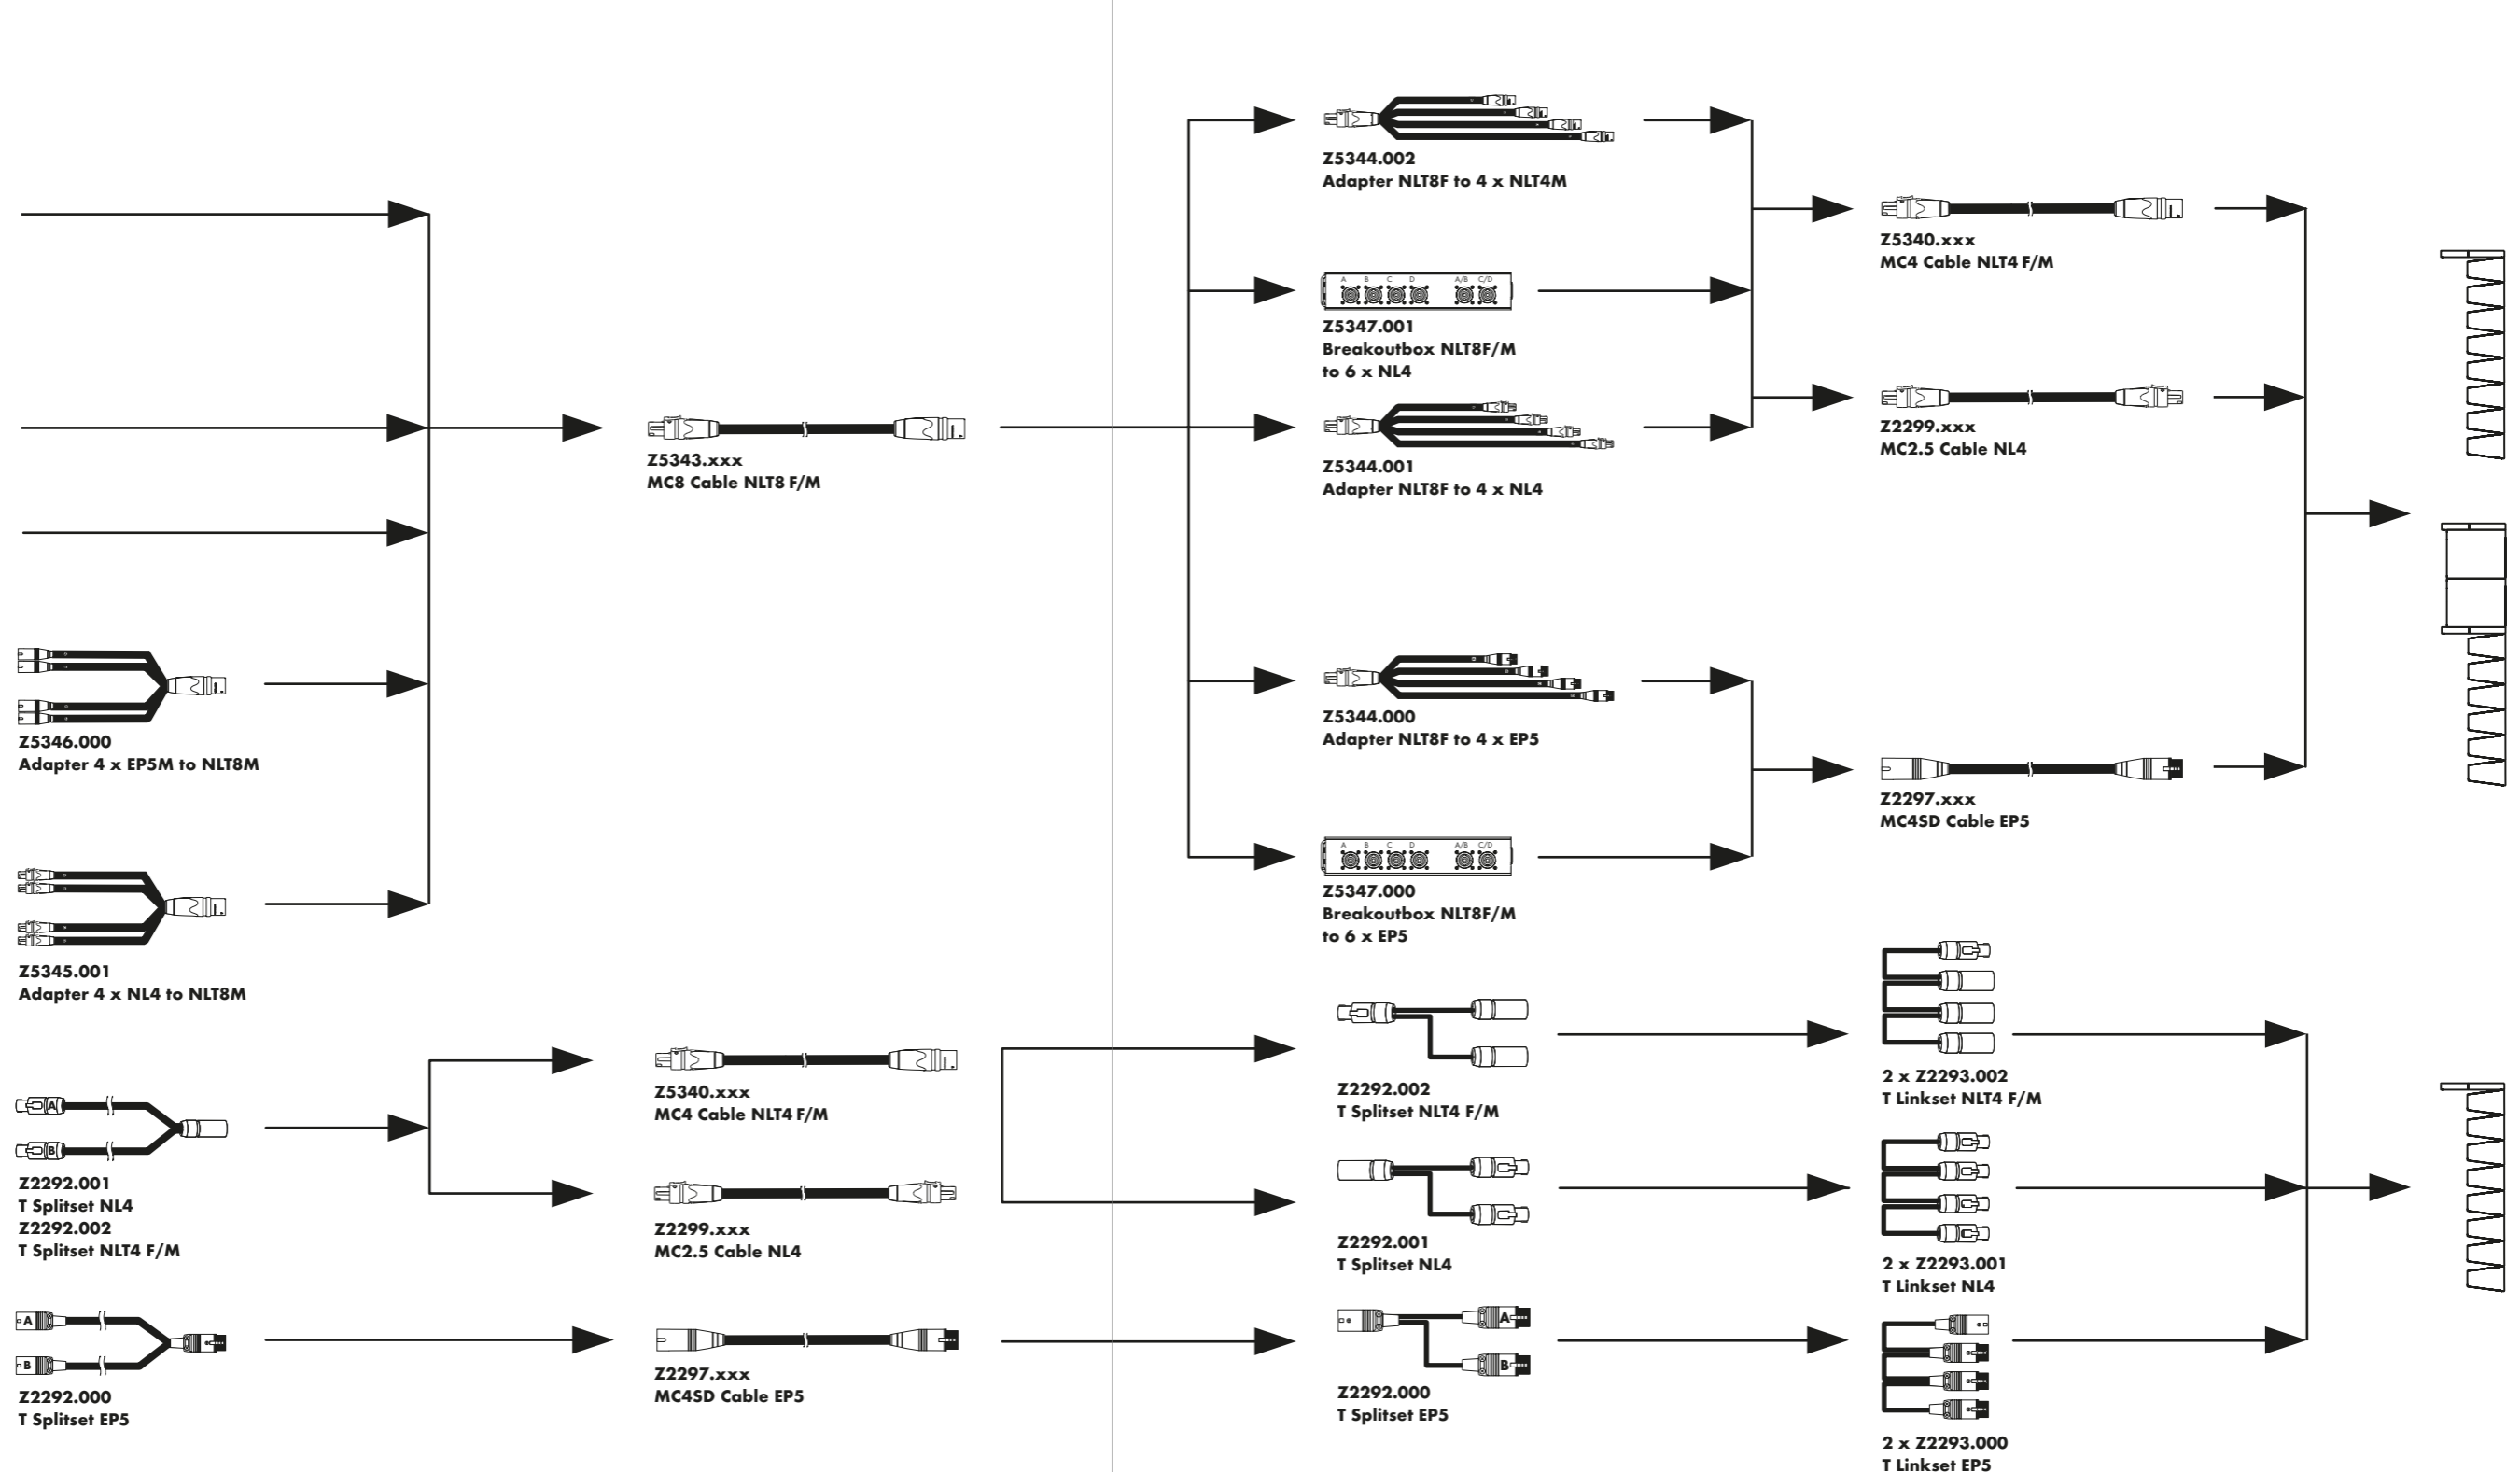 Z5346.000
Adapter 4 x EP5M to NLT8M
Z5345.001
Adapter 4 x NL4 to NLT8M
A
B
Z2292.001
T Splitset NL4
Z2292.002
T Splitset NLT4 F/M
A
B
Z2292.000
T Splitset EP5
Z5343.xxx
MC8 Cable NLT8 F/M
Z5340.xxx
MC4 Cable NLT4 F/M
Z2299.xxx
MC2.5 Cable NL4
Z2297.xxx
MC4SD Cable EP5
Z5344.002
Adapter NLT8F to 4 x NLT4M
A B C D A/B C/D
Z5347.001
Breakoutbox NLT8F/M
to 6 x NL4
Z5344.001
Adapter NLT8F to 4 x NL4
Z5344.000
Adapter NLT8F to 4 x EP5
A B C D A/B C/D
Z5347.000
Breakoutbox NLT8F/M
to 6 x EP5
Z2292.002
T Splitset NLT4 F/M
Z2292.001
T Splitset NL4
A
B
Z2292.000
T Splitset EP5
Z5340.xxx
MC4 Cable NLT4 F/M
Z2299.xxx
MC2.5 Cable NL4
Z2297.xxx
MC4SD Cable EP5
2 x Z2293.002
T Linkset NLT4 F/M
2 x Z2293.001
T Linkset NL4
2 x Z2293.000
T Linkset EP5